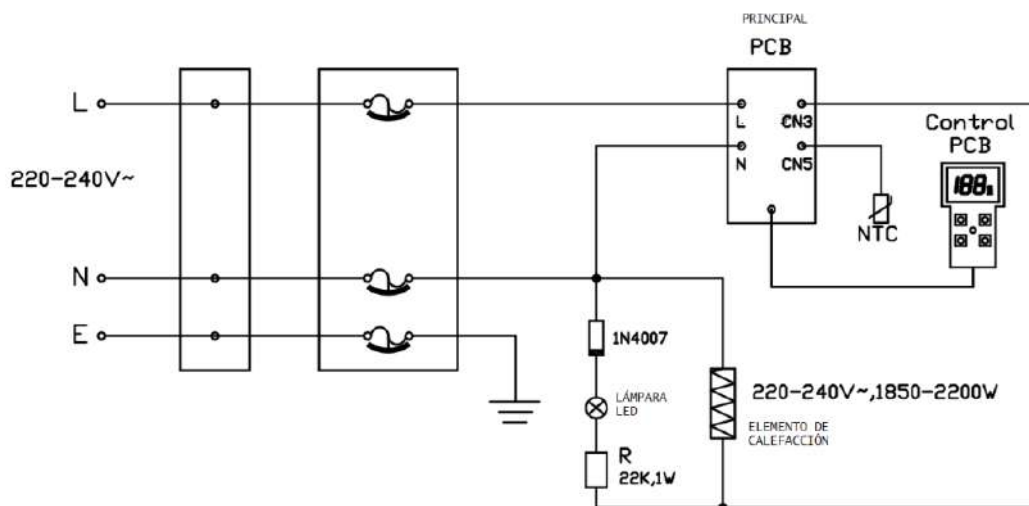 PRINCIPAL
PCB
L
L
CN3
Control
PCB
N
CN5
220-240V~
188
NTC
N
E
1N4007
LÁMPARA
LED
220-240V~,1850-2200W
ELEMENTO DE
CALEFACCIÓN
R
22K,1W